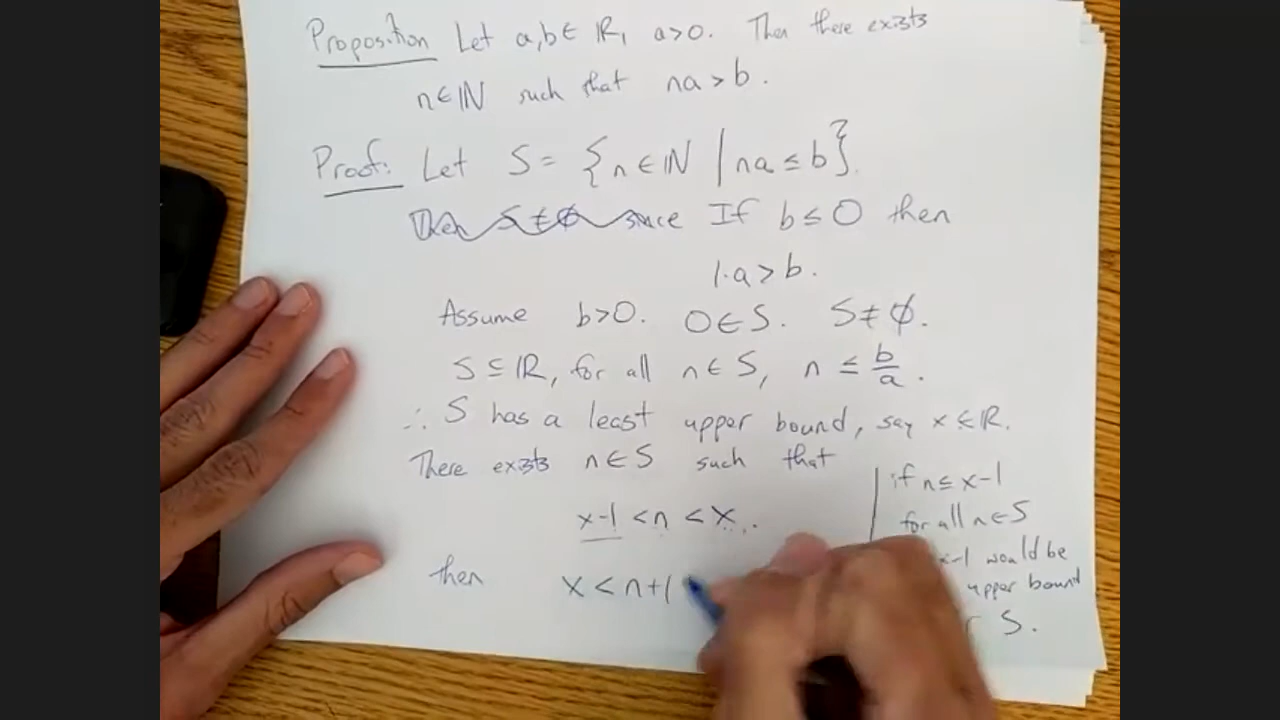 Proposition Let a,b∈ ℝ, a>0. Then there exists
n∈ℕ such that na > b.
Proof: Let S = {n∈ℕ | na ≤ b}.
Then S ≠ ∅ since If b ≤ 0 then
1·a > b.
Assume b>0. 0∈S. S ≠ ∅.
S ⊆ ℝ, for all n∈S, n ≤ b/a.
∴ S has a least upper bound, say x∈ℝ.
There exists n∈S such that
x-1 < n < x.
then x < n+1
if n ≤ x-1
for all n∈S
x-1 would be
upper bound
S.